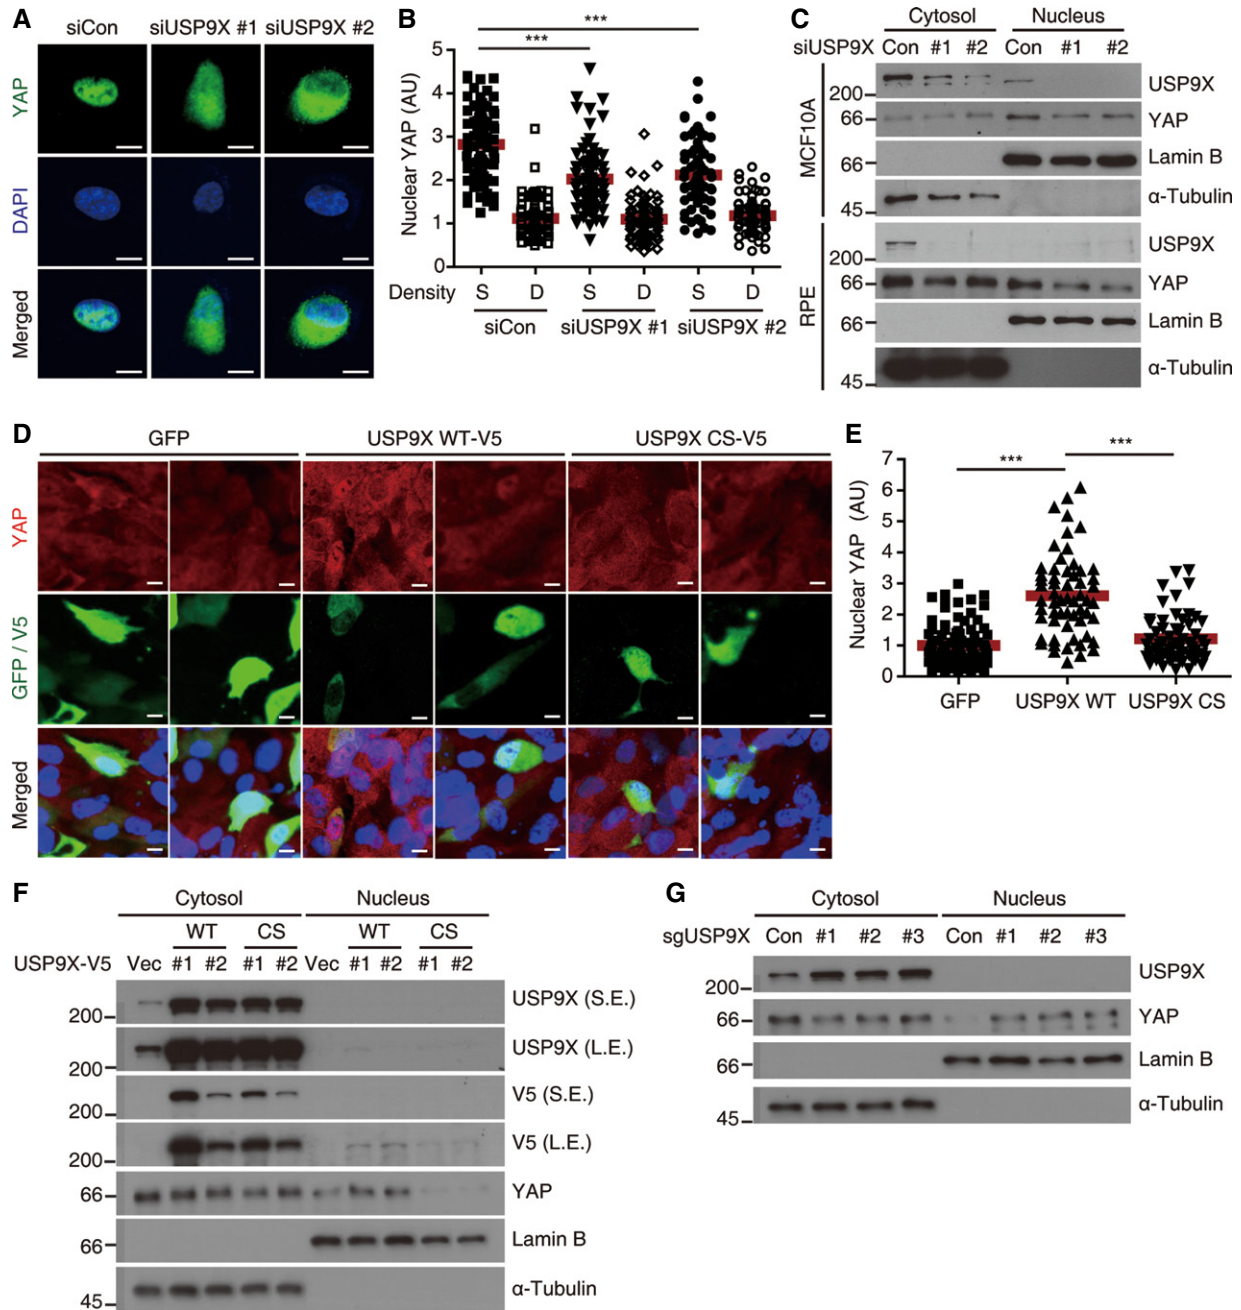 A
siCon siUSP9X #1 siUSP9X #2
YAP
DAPI
Merged
B
***
***
Nuclear YAP (AU)
5
4
3
2
1
0
Density S D S D S D
siCon siUSP9X #1 siUSP9X #2
C
Cytosol Nucleus
siUSP9X Con #1 #2 Con #1 #2
MCF10A
200 USP9X
66 YAP
66 Lamin B
45 α-Tubulin
RPE
200 USP9X
66 YAP
66 Lamin B
45 α-Tubulin
D
GFP USP9X WT-V5 USP9X CS-V5
YAP
GFP / V5
Merged
E
***
***
Nuclear YAP (AU)
7
6
5
4
3
2
1
0
GFP USP9X WT USP9X CS
F
Cytosol Nucleus
WT CS WT CS
USP9X-V5 Vec #1 #2 #1 #2 Vec #1 #2 #1 #2
200 USP9X (S.E.)
200 USP9X (L.E.)
200 V5 (S.E.)
200 V5 (L.E.)
66 YAP
66 Lamin B
45 α-Tubulin
G
Cytosol Nucleus
sgUSP9X Con #1 #2 #3 Con #1 #2 #3
200 USP9X
66 YAP
66 Lamin B
45 α-Tubulin